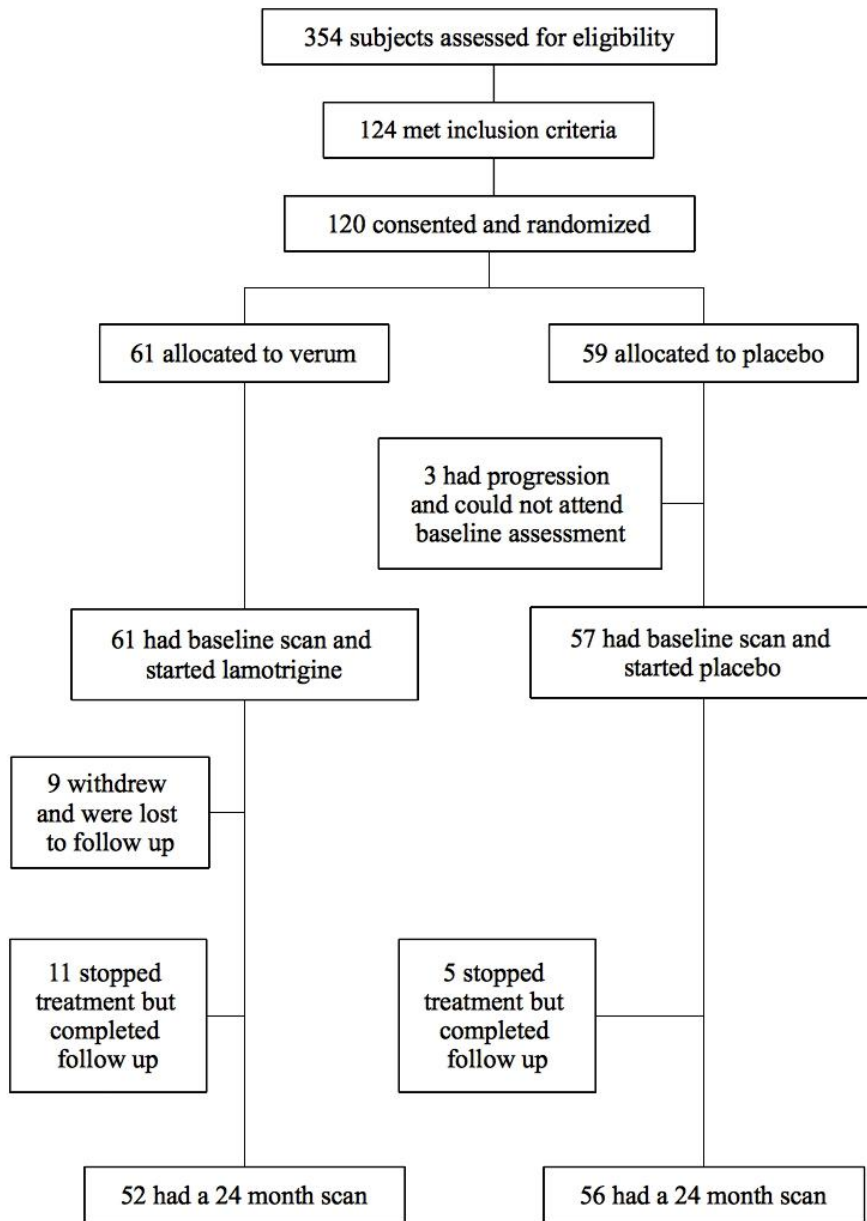 354 subjects assessed for eligibility
124 met inclusion criteria
120 consented and randomized
61 allocated to verum
59 allocated to placebo
3 had progression
and could not attend
baseline assessment
61 had baseline scan and
started lamotrigine
57 had baseline scan and
started placebo
9 withdrew
and were lost
to follow up
11 stopped
treatment but
completed
follow up
5 stopped
treatment but
completed
follow up
52 had a 24 month scan
56 had a 24 month scan